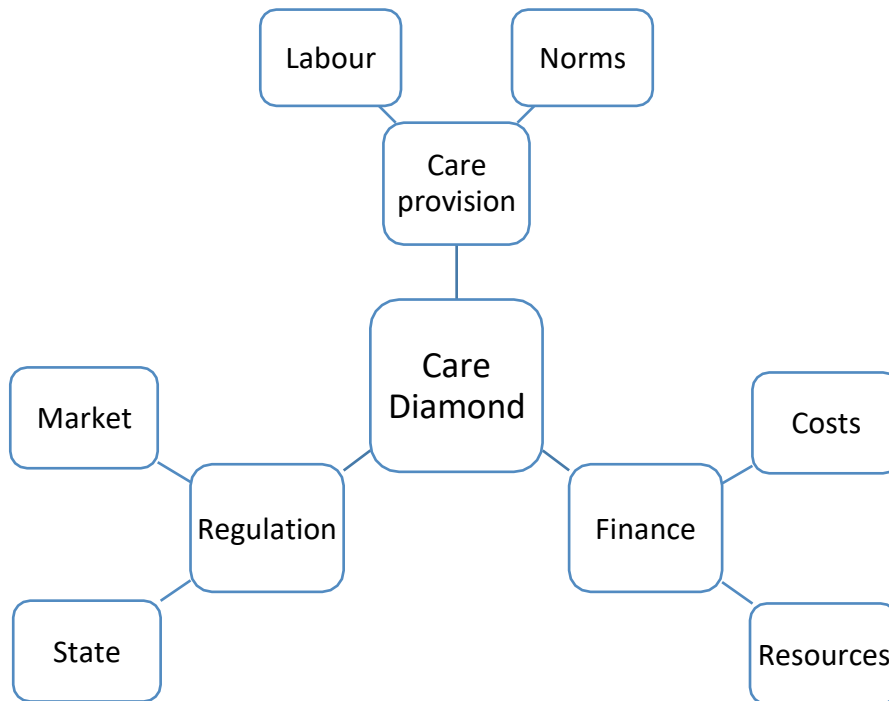 Labour
Norms
Care
provision
Care
Diamond
Market
Costs
Regulation
Finance
State
Resources